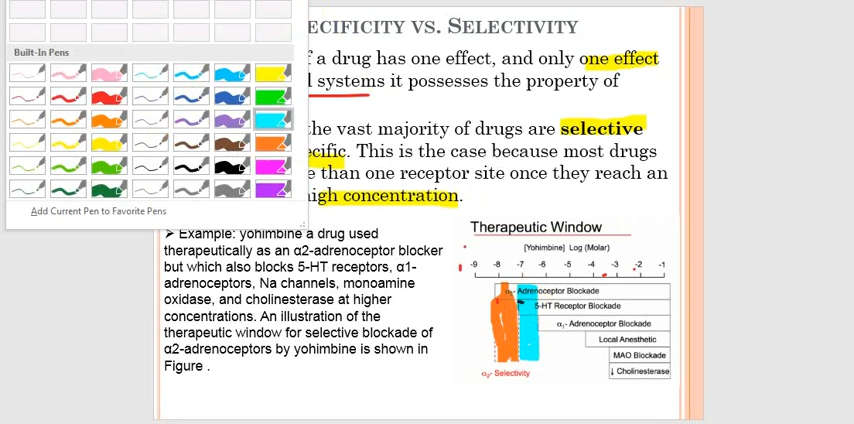 ECIFICITY VS. SELECTIVITY
Built-In Pens
f a drug has one effect, and only one effect
l systems it possesses the property of
the vast majority of drugs are selective
ecific. This is the case because most drugs
e than one receptor site once they reach an
high concentration.
Add Current Pen to Favorite Pens
➤ Example: yohimbine a drug used
therapeutically as an α2-adrenoceptor blocker
but which also blocks 5-HT receptors, α1-
adrenoceptors, Na channels, monoamine
oxidase, and cholinesterase at higher
concentrations. An illustration of the
therapeutic window for selective blockade of
α2-adrenoceptors by yohimbine is shown in
Figure .
Therapeutic Window
[Yohimbine] Log (Molar)
-9 -8 -7 -6 -5 -4 -3 -2 -1
Adrenoceptor Blockade
5-HT Receptor Blockade
α1- Adrenoceptor Blockade
Local Anesthetic
MAO Blockade
↓ Cholinesterase
α2- Selectivity